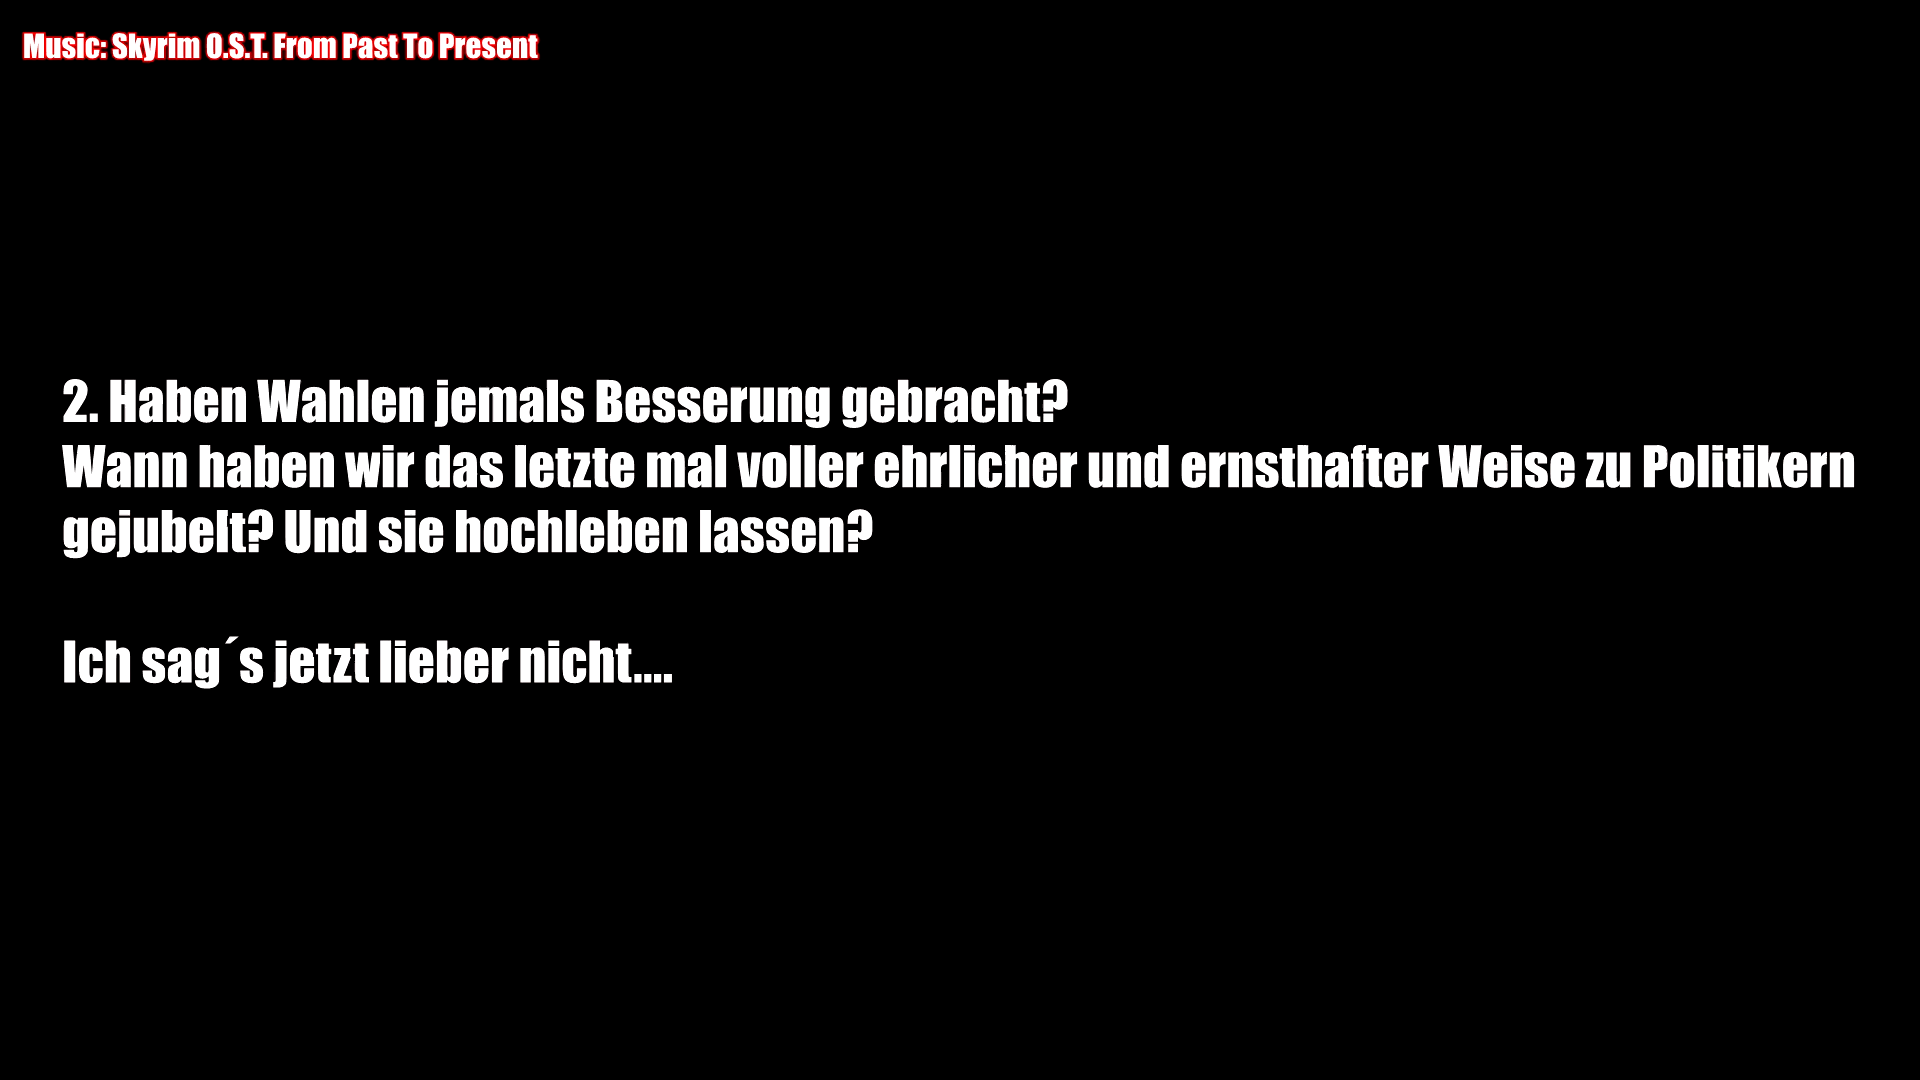 Music: Skyrim O.S.T. From Past To Present
2. Haben Wahlen jemals Besserung gebracht?
Wann haben wir das letzte mal voller ehrlicher und ernsthafter Weise zu Politikern
gejubelt? Und sie hochleben lassen?
Ich sag´s jetzt lieber nicht....